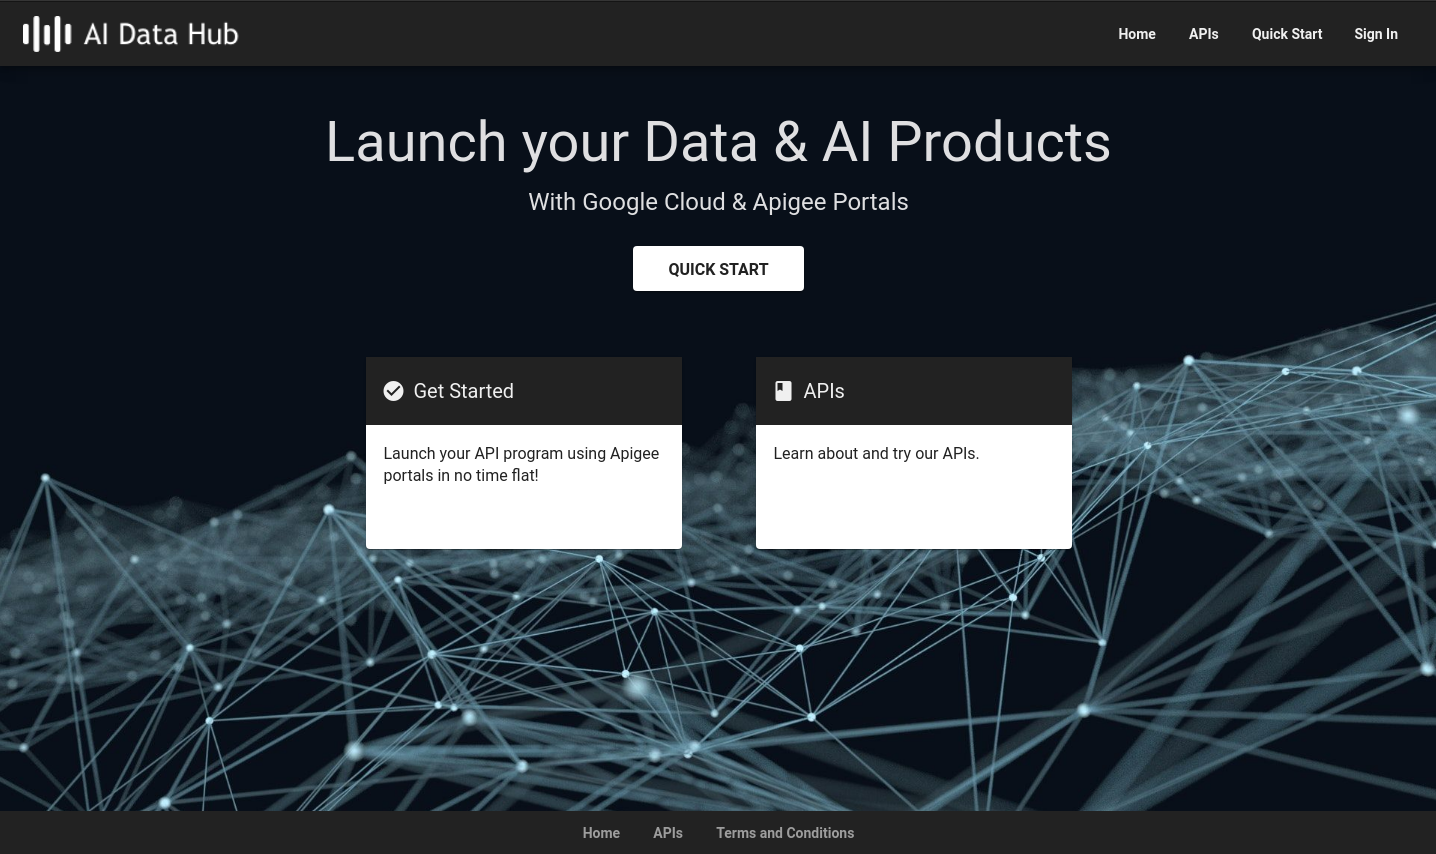 AI Data Hub
Home APIs Quick Start Sign In
Launch your Data & AI Products
With Google Cloud & Apigee Portals
QUICK START
Get Started
Launch your API program using Apigee
portals in no time flat!
APIs
Learn about and try our APIs.
Home APIs Terms and Conditions